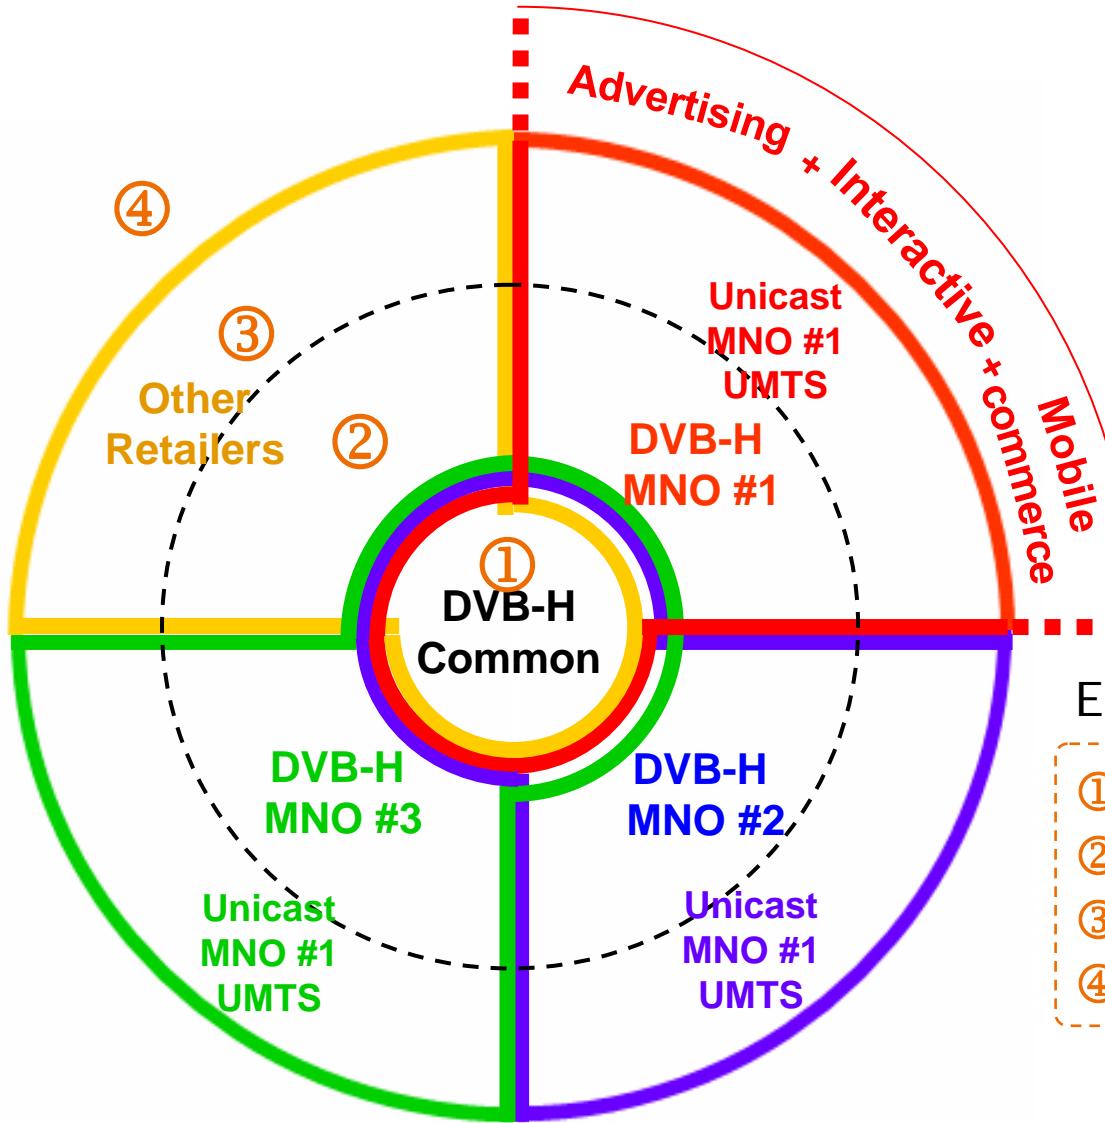 Advertising + Interactive + Mobile
commerce
④
③
Other
Retailers
②
Unicast
MNO #1
UMTS
DVB-H
MNO #1
①
DVB-H
Common
DVB-H
MNO #3
DVB-H
MNO #2
Unicast
MNO #1
UMTS
Unicast
MNO #1
UMTS
E
①
②
③
④